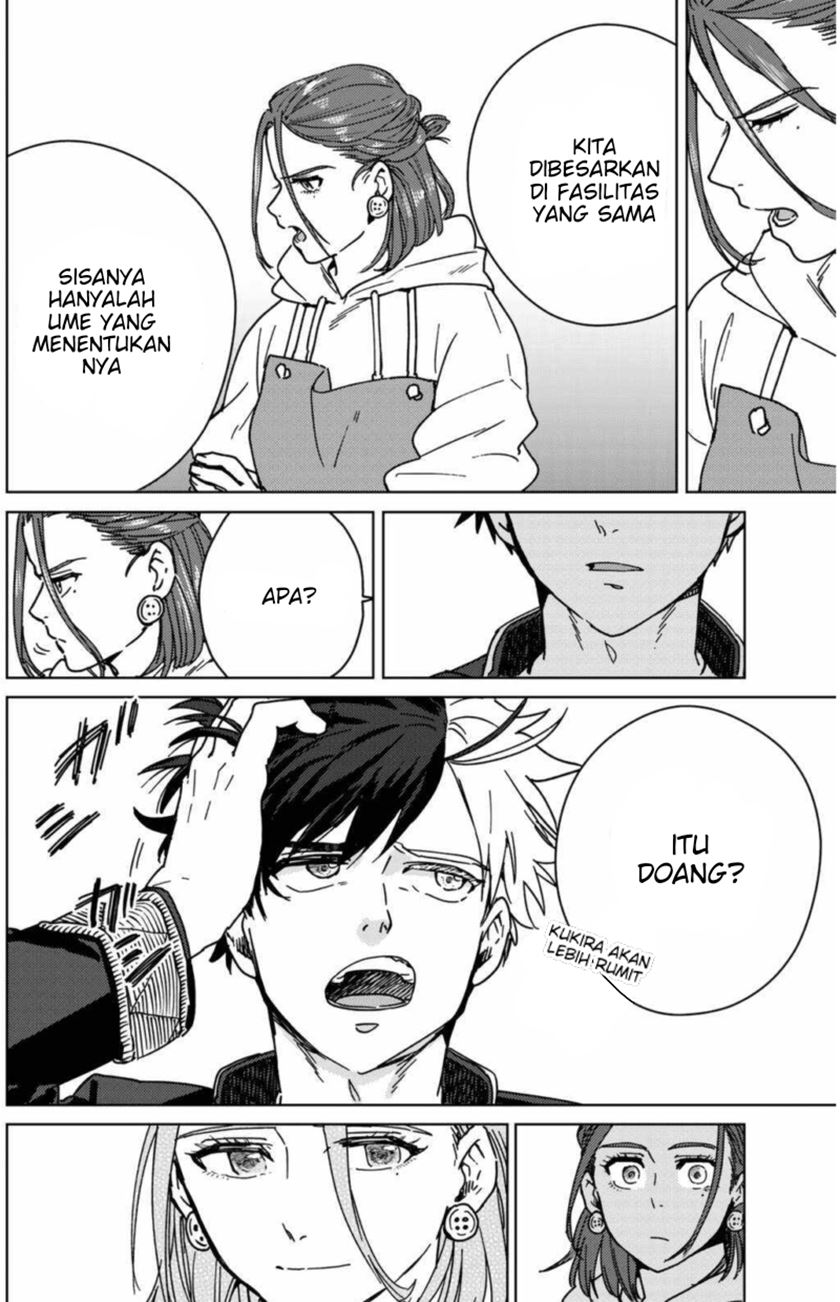 KITA
DIBESARKAN
DI FASILITAS
YANG SAMA
SISANYA
HANYALAH
UME YANG
MENENTUKAN
NYA
APA?
ITU
DOANG?
KUKIRA AKAN
LEBIH RUMIT